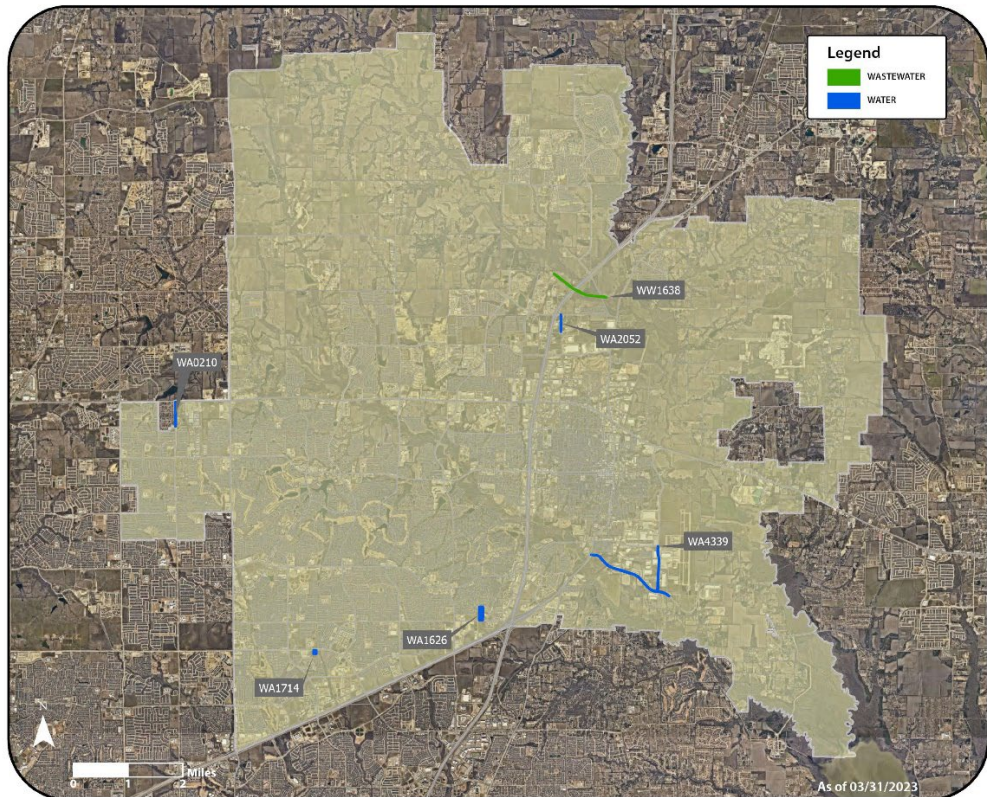 Legend
WASTEWATER
WATER
WW1638
WA2052
WA0210
WA4339
WA1626
WA1714
N
0 1 2 Miles
As of 03/31/2023